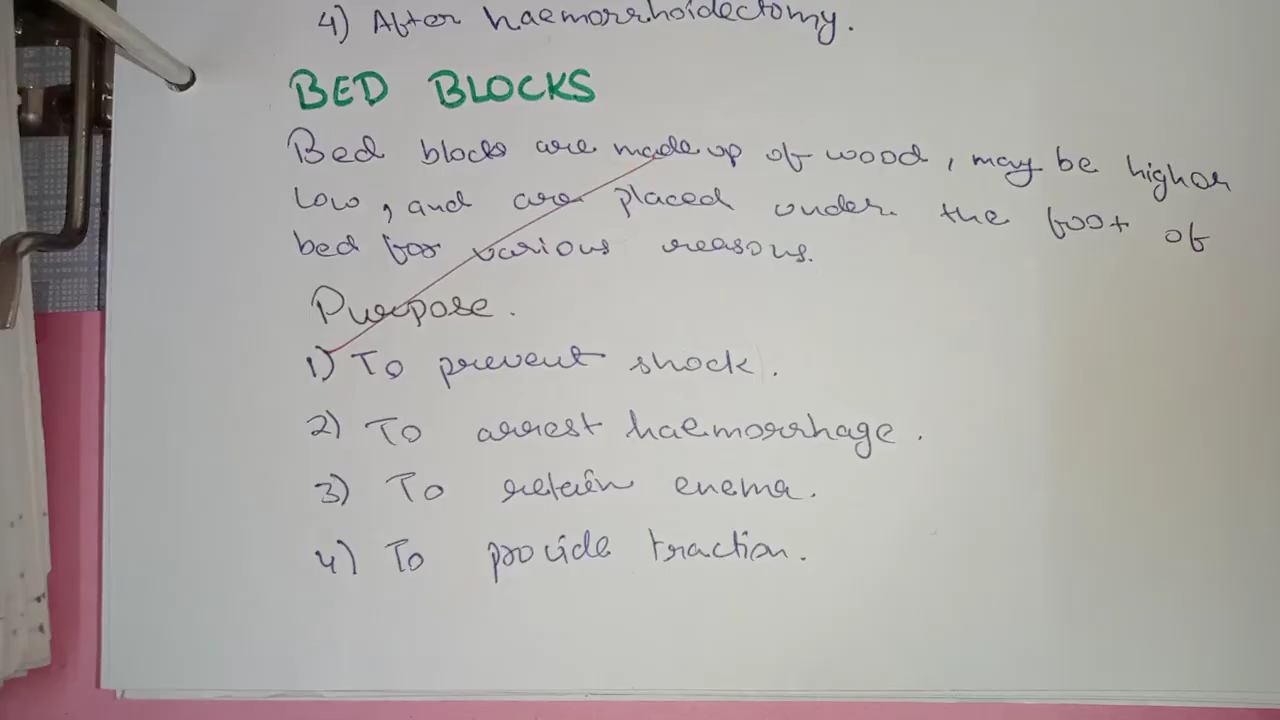 4) After haemorrhoidectomy.
BED BLOCKS
Bed blocks are made up of wood, may be high or
low, and are placed under the foot of
bed for various reasons.
Purpose.
1) To prevent shock.
2) To arrest haemorrhage.
3) To retain enema.
4) To provide traction.